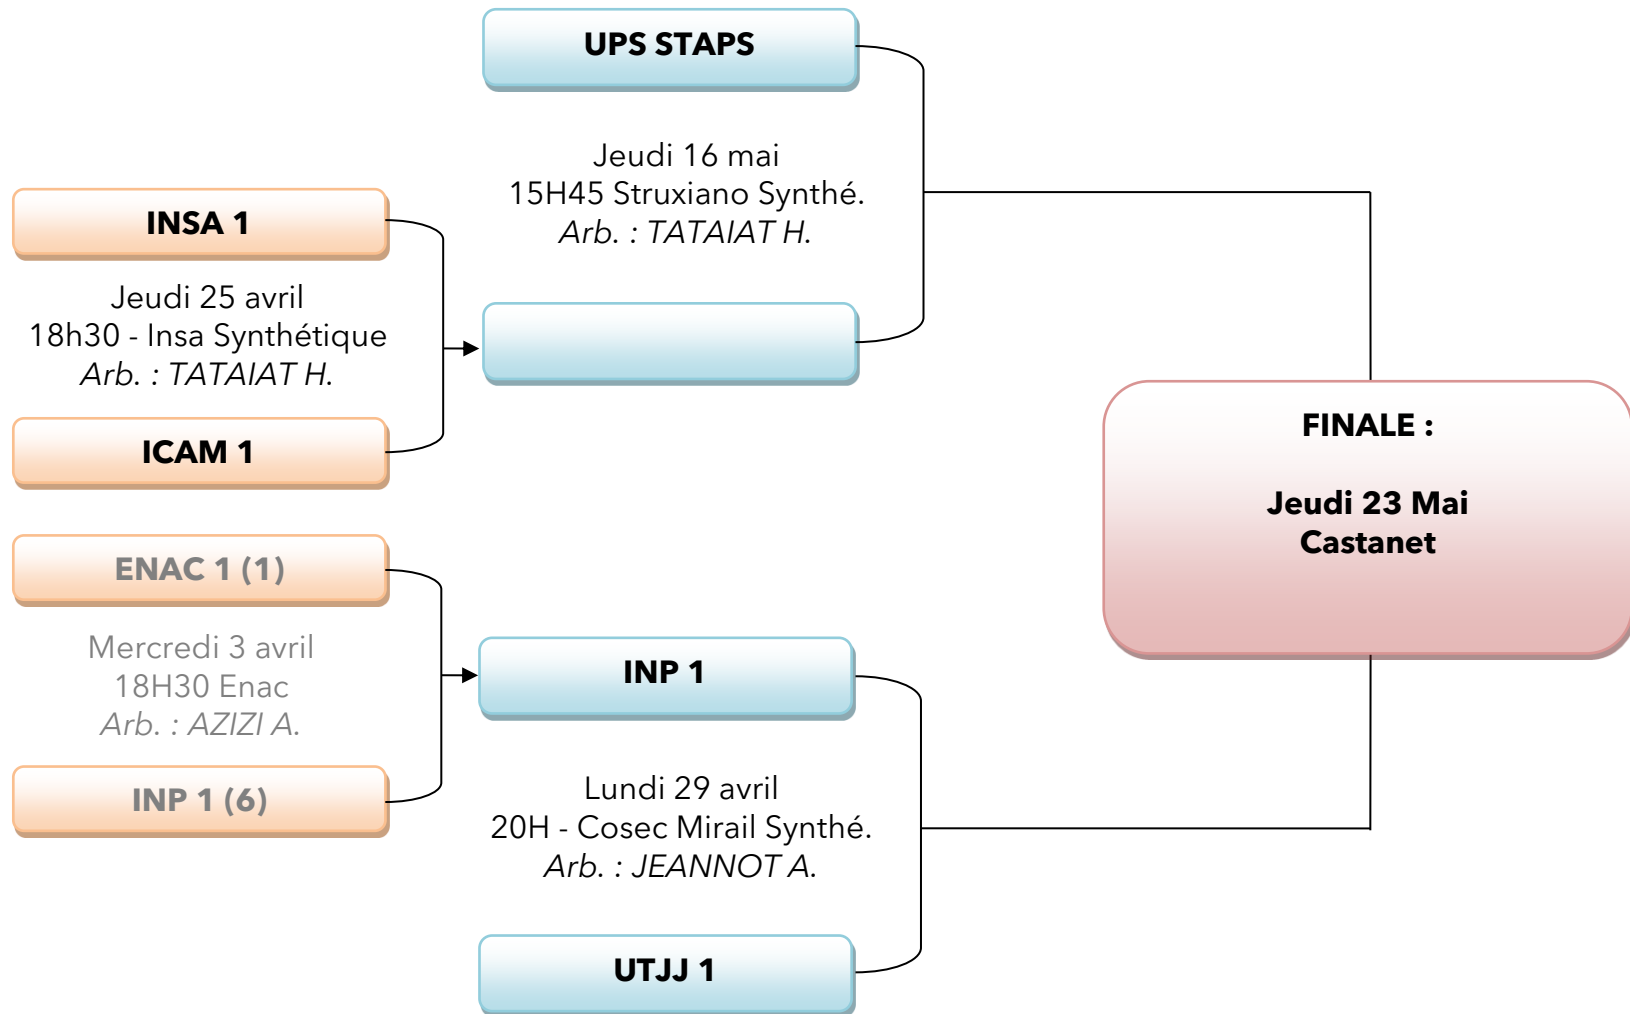 UPS STAPS
Jeudi 16 mai
15H45 Struxiano Synthé.
Arb. : TATAIAT H.
INSA 1
Jeudi 25 avril
18h30 - Insa Synthétique
Arb. : TATAIAT H.
ICAM 1
FINALE :
Jeudi 23 Mai
Castanet
ENAC 1 (1)
Mercredi 3 avril
18H30 Enac
Arb. : AZIZI A.
INP 1 (6)
INP 1
Lundi 29 avril
20H - Cosec Mirail Synthé.
Arb. : JEANNOT A.
UTJJ 1